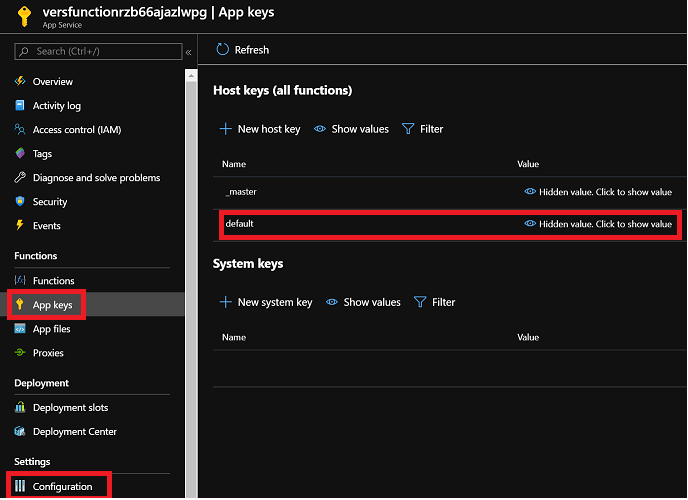 versfunctionrzb66ajazlwpg | App keys
App Service
Search (Ctrl+/)
«
Overview
Activity log
Access control (IAM)
Tags
Diagnose and solve problems
Security
Events
Functions
Functions
App keys
App files
Proxies
Deployment
Deployment slots
Deployment Center
Settings
Configuration
Refresh
Host keys (all functions)
New host key Show values Filter
Name Value
_master Hidden value. Click to show value
default Hidden value. Click to show value
System keys
New system key Show values Filter
Name Value